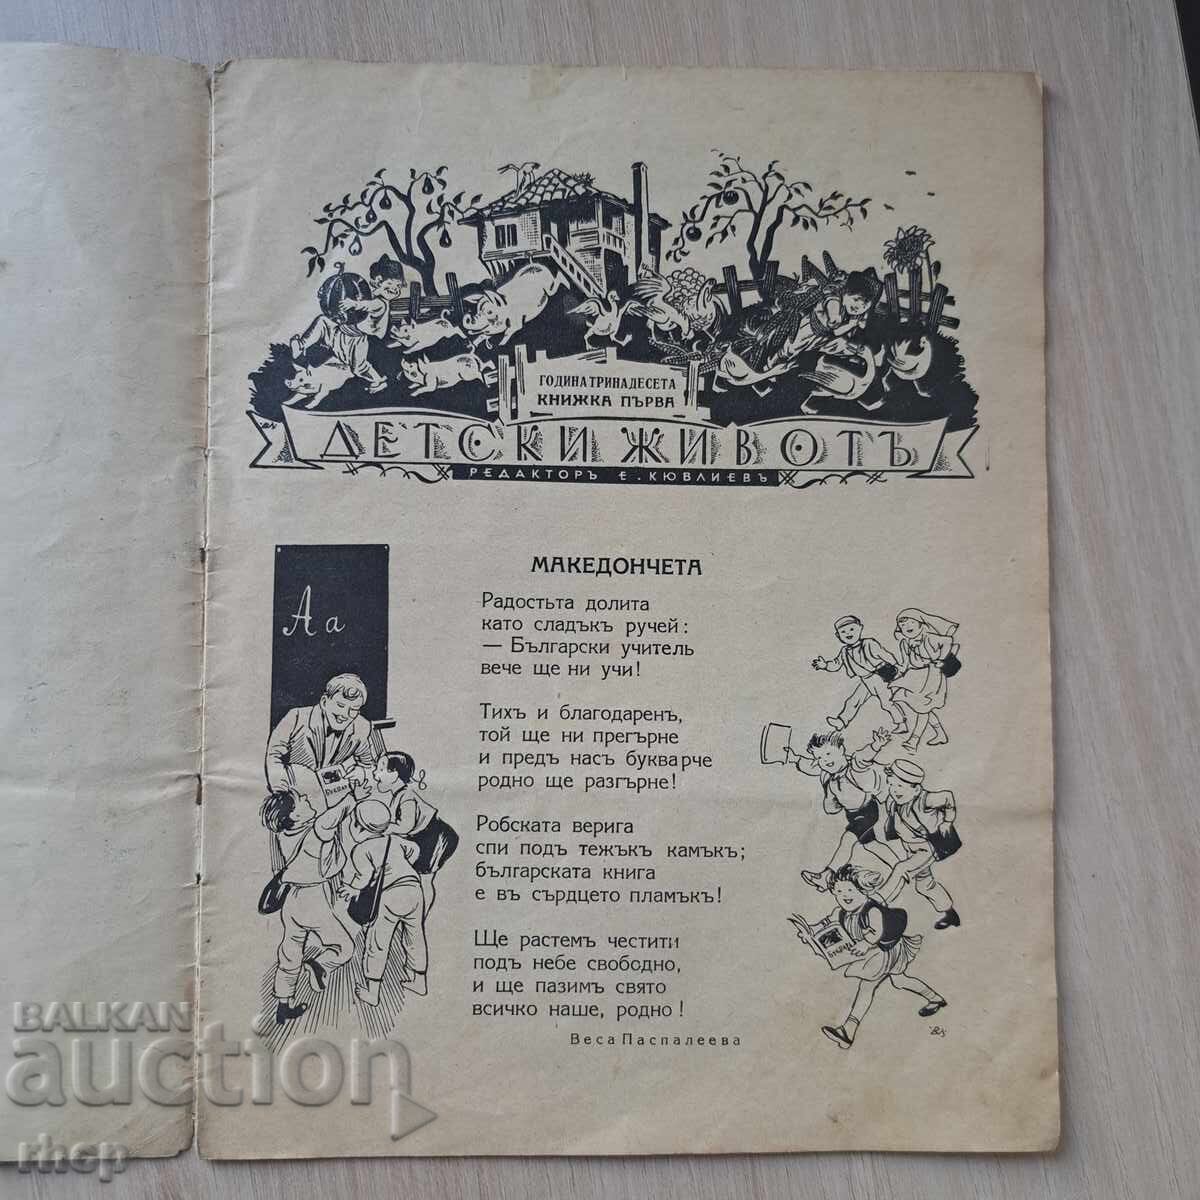 ГОДИНА ТРИНАДЕСЕТА
КНИЖКА ПЪРВА
ДЕТСКИ ЖИВОТЪ
РЕДАКТОРЪ Е. КЮВЛИЕВЪ
Аа
МАКЕДОНЧЕТА
Радостьта долита
като сладъкъ ручей:
— Български учитель
вече ще ни учи!
Тихъ и благодаренъ,
той ще ни прегърне
и предъ насъ букварче
родно ще разгърне!
Робската верига
спи подъ тежъкъ камъкъ;
българската книга
е въ сърдцето пламъкъ!
Ще растемъ честити
подъ небе свободно,
и ще пазимъ свято
всичко наше, родно!
Веса Паспалеева
BALKAN
auction
rhcp